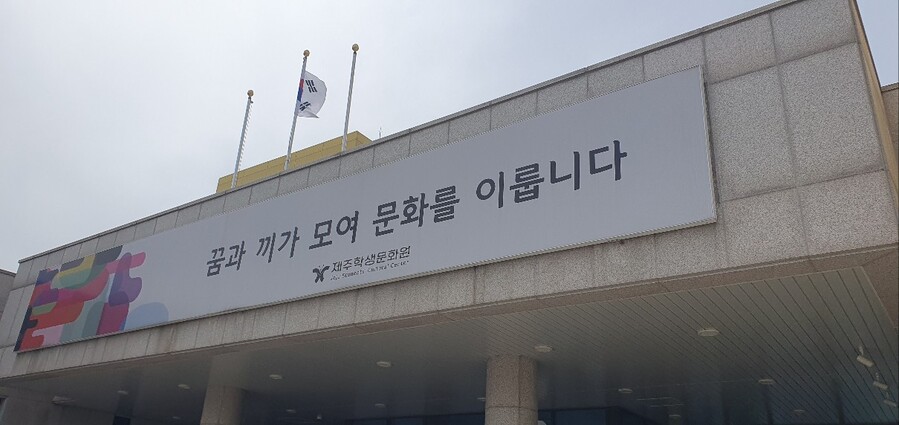 꿈과 끼가 모여 문화를 이룹니다
제주학생문화원